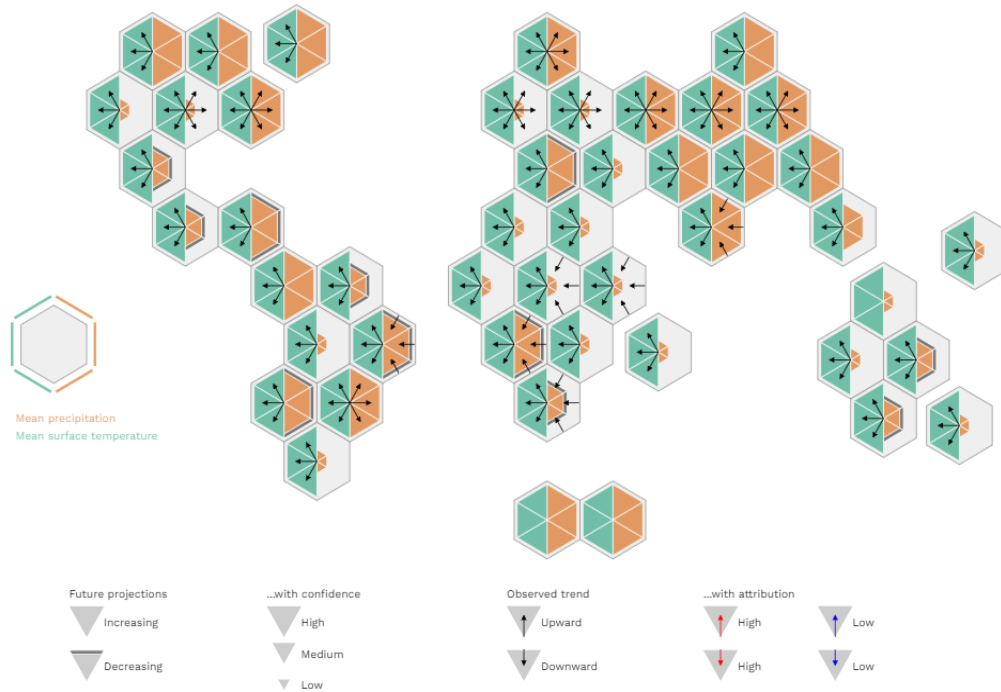 Mean precipitation
Mean surface temperature
Future projections
...with confidence
Observed trend
...with attribution
Increasing
High
Upward
High
Low
Medium
Decreasing
Downward
High
Low
Low